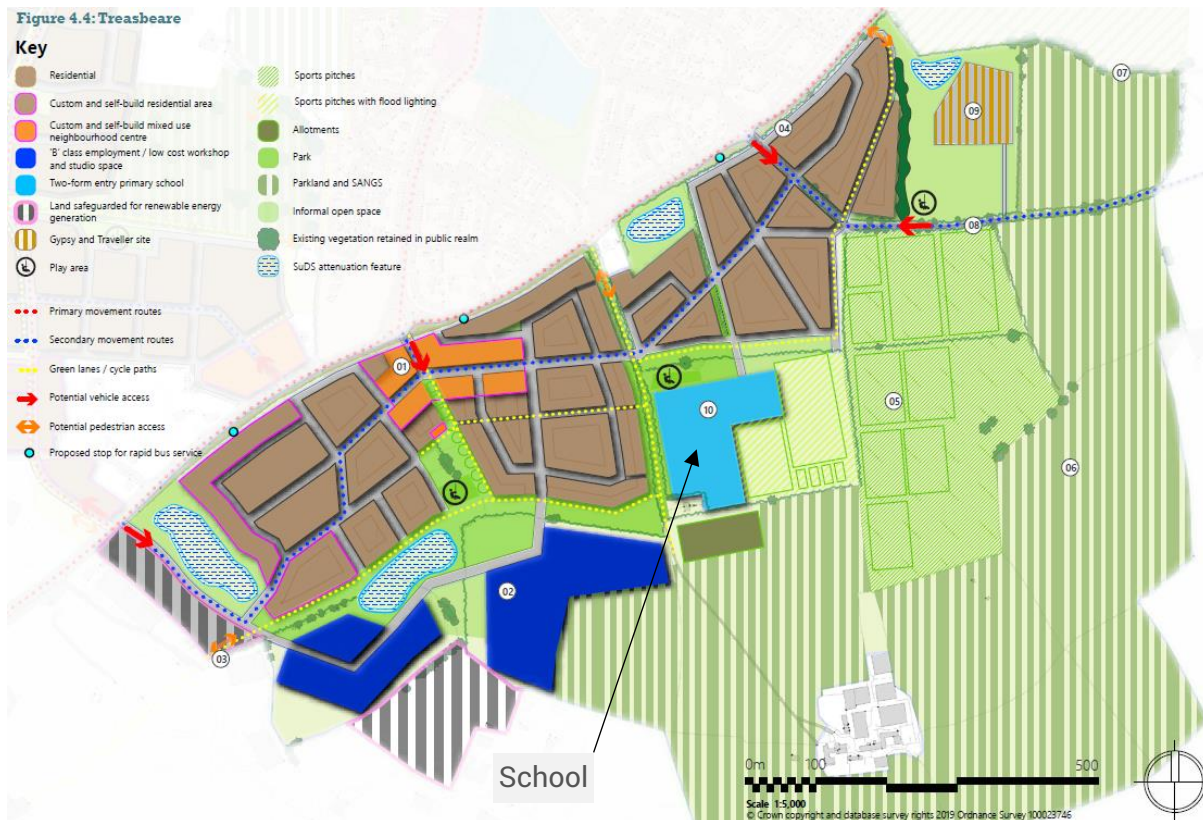 Figure 4.4: Treasbeare
Key
Residential
Custom and self-build residential area
Custom and self-build mixed use
neighbourhood centre
'B' class employment / low cost workshop
and studio space
Two-form entry primary school
Land safeguarded for renewable energy
generation
Gypsy and Traveller site
Play area
Primary movement routes
Secondary movement routes
Green lanes / cycle paths
Potential vehicle access
Potential pedestrian access
Proposed stop for rapid bus service
Sports pitches
Sports pitches with flood lighting
Allotments
Park
Parkland and SANGS
Informal open space
Existing vegetation retained in public realm
SuDS attenuation feature
07
09
04
08
01
10
05
06
02
03
School
0m 100 500
Scale 1:5,000
© Crown copyright and database survey rights 2019 Ordnance Survey 100023746